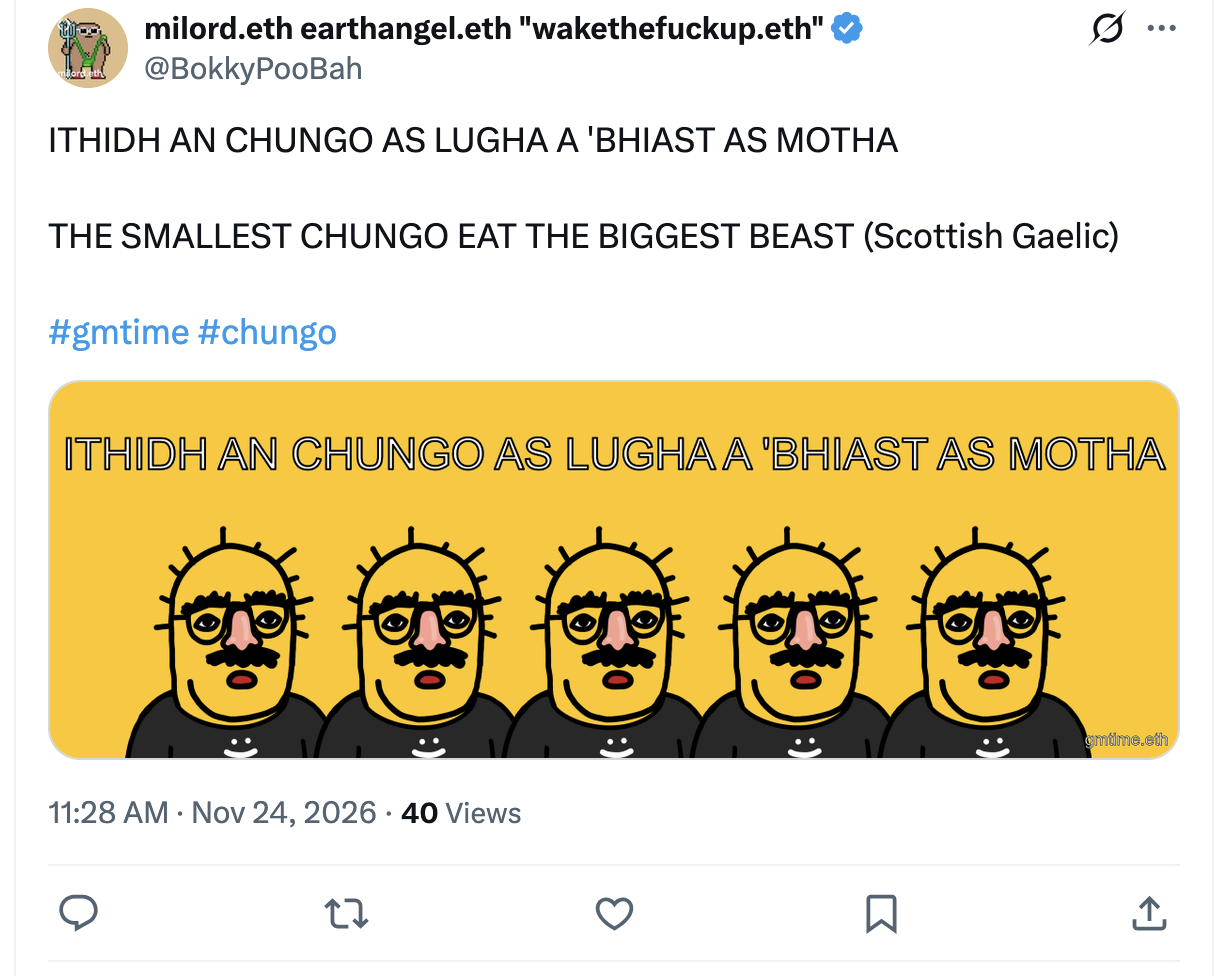 milord.eth earthangel.eth "wakethefuckup.eth"
@BokkyPooBah
ITHIDH AN CHUNGO AS LUGHA A 'BHIAST AS MOTHA
THE SMALLEST CHUNGO EAT THE BIGGEST BEAST (Scottish Gaelic)
#gmtime #chungo
ITHIDH AN CHUNGO AS LUGHA A 'BHIAST AS MOTHA
gmtime.eth
11:28 AM · Nov 24, 2026 · 40 Views
milord.eth